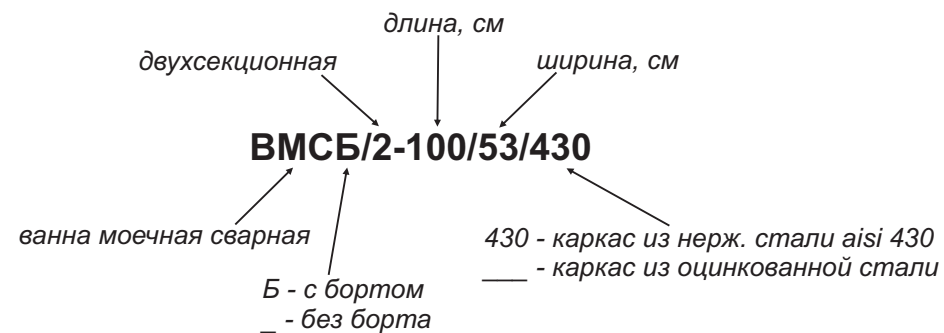 длина, см
двухсекционная
ширина, см
ВМСБ/2-100/53/430
ванна моечная сварная
430 - каркас из нерж. стали aisi 430
___ - каркас из оцинкованной стали
Б - с бортом
_ - без борта